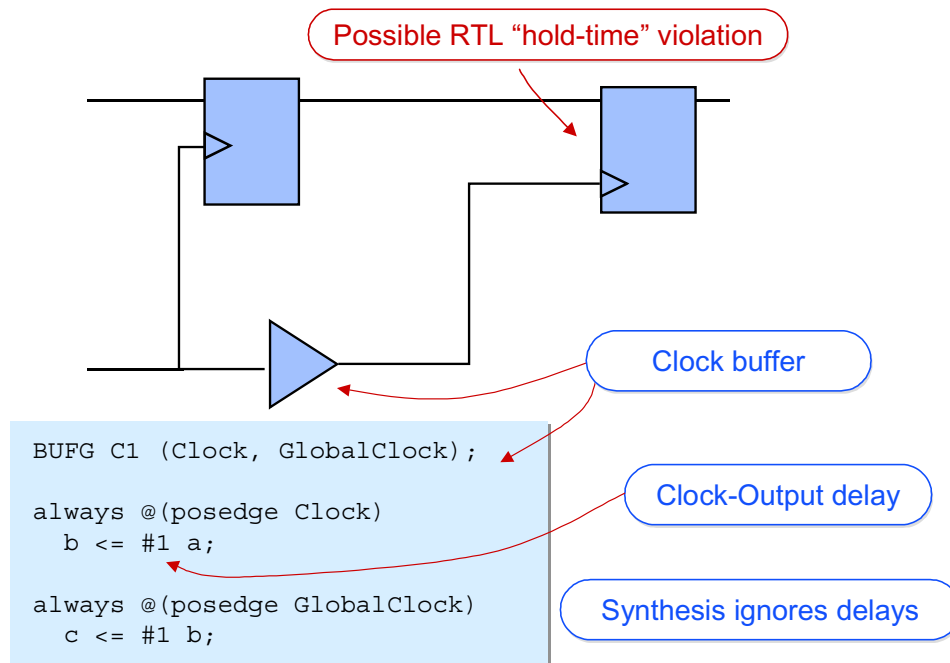 Possible RTL “hold-time” violation
Clock buffer
BUFG C1 (Clock, GlobalClock);
Clock-Output delay
always @(posedge Clock)
b <= #1 a;
Synthesis ignores delays
always @(posedge GlobalClock)
c <= #1 b;